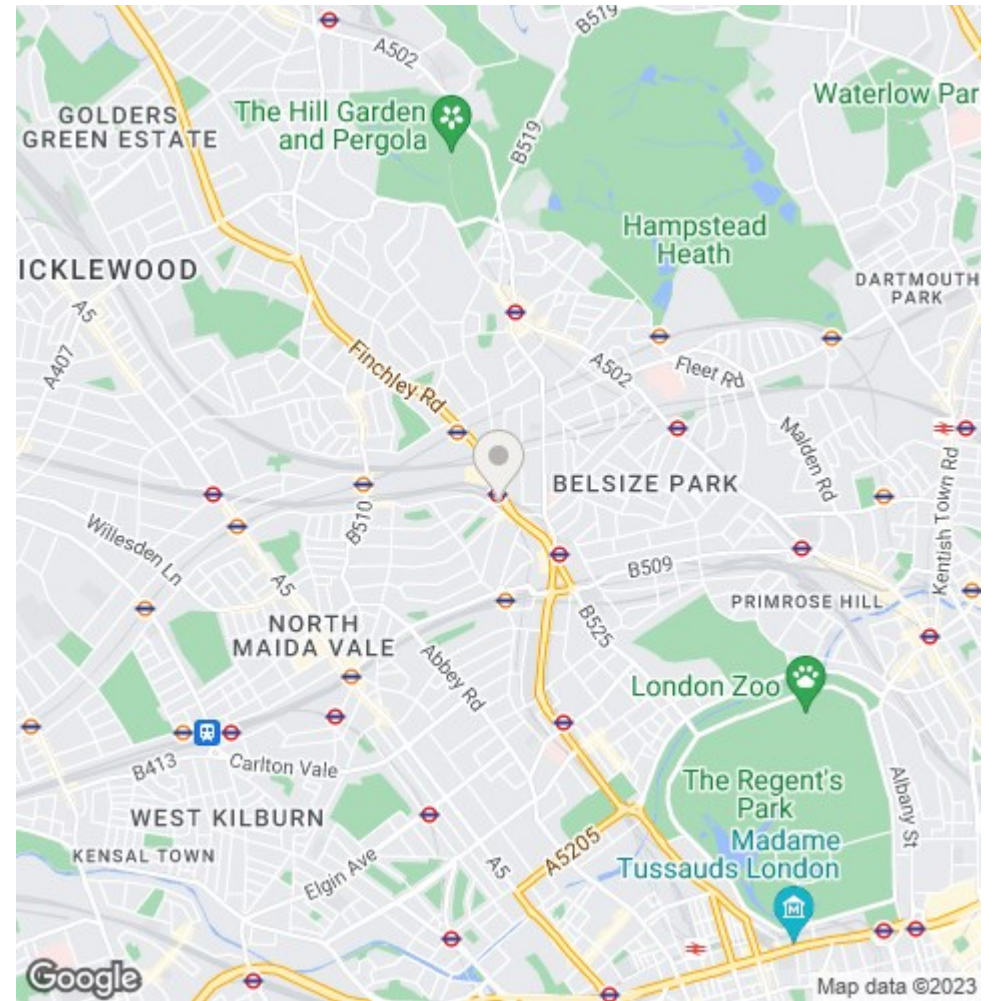 B519
A502
GOLDERS
GREEN ESTATE
The Hill Garden
and Pergola
B519
Waterlow Par
Hampstead
Heath
ICKLEWOOD
DARTMOUTH
PARK
A5
A407
Finchley Rd
A502
Fleet Rd
Malden Rd
BELSIZE PARK
Kentish Town Rd
B510
Willesden Ln
A5
B509
PRIMROSE HILL
NORTH
MAIDA VALE
B525
Abbey Rd
London Zoo
B413
Carlton Vale
The Regent's
Park
Albany St
WEST KILBURN
Madame
Tussauds London
KENSAL TOWN
A5205
Elgin Ave
A5
M
Google
Map data ©2023